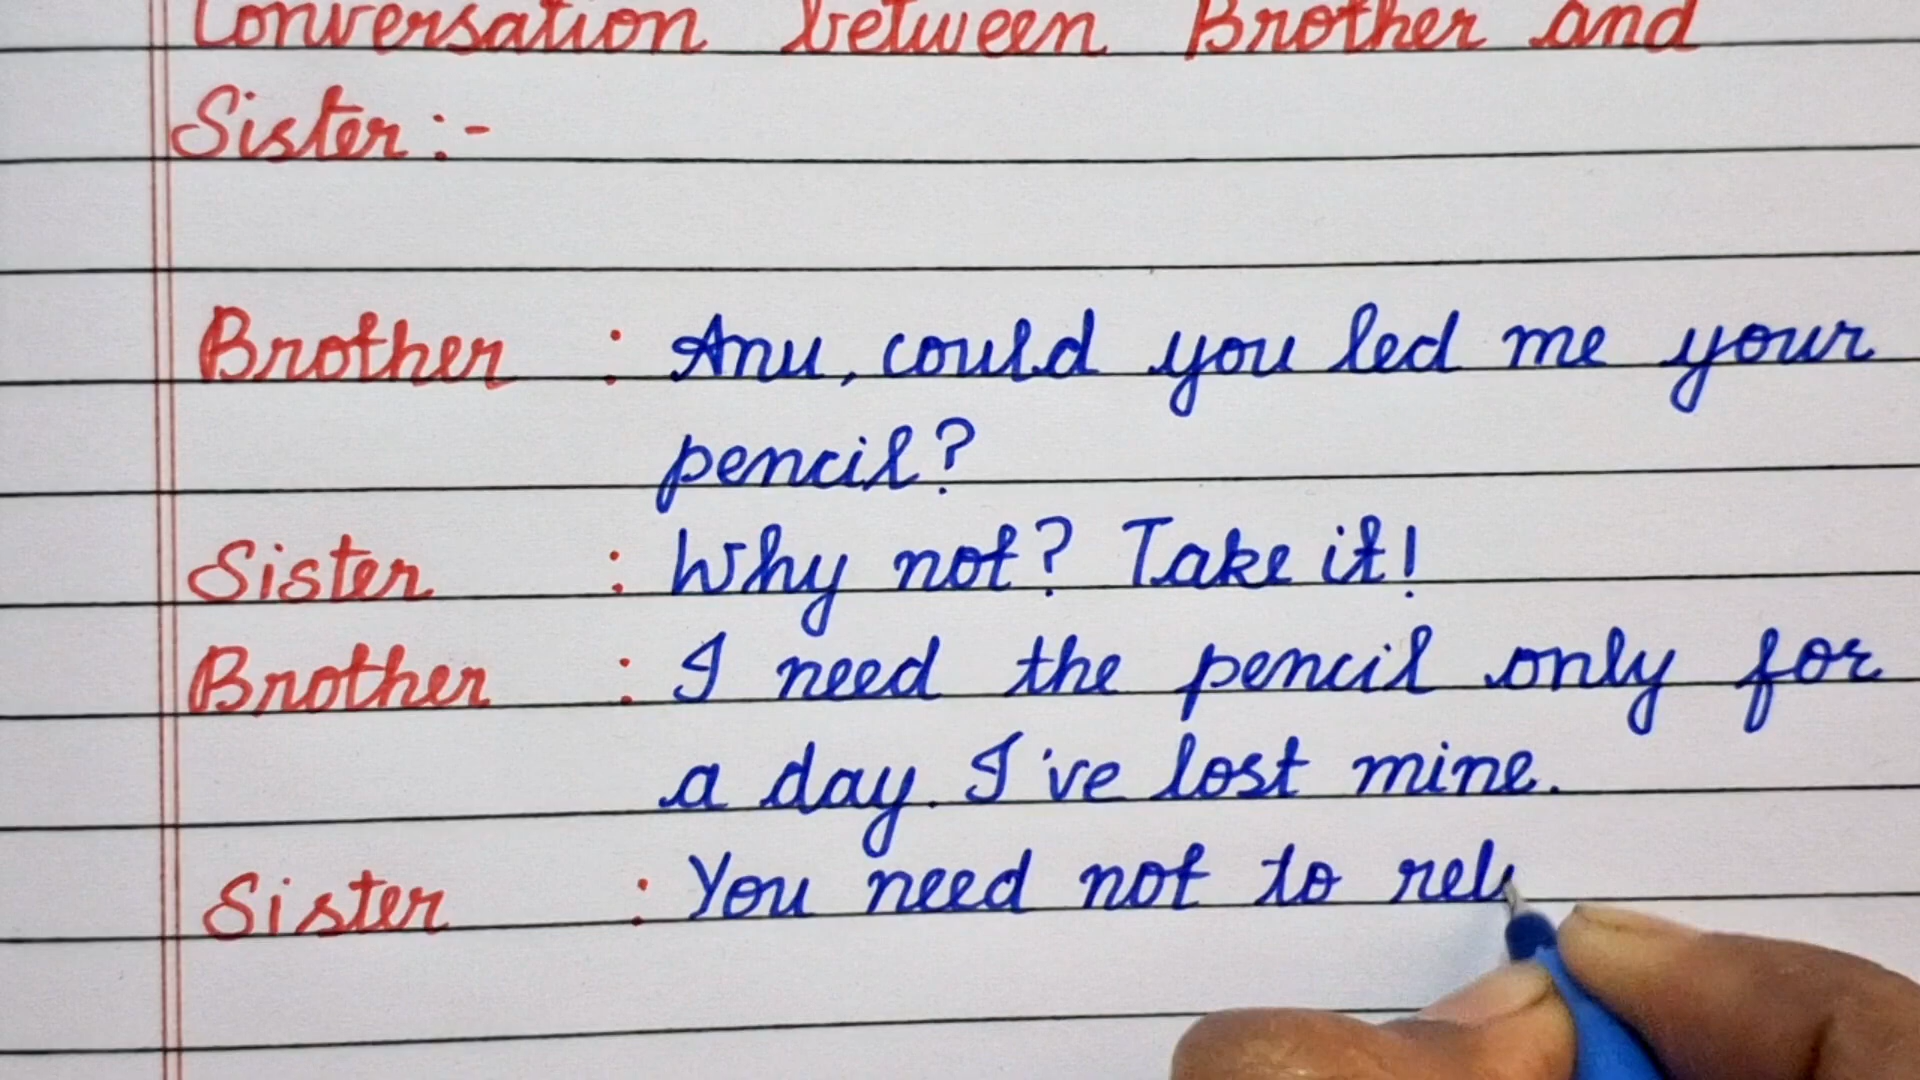 Conversation between Brother and
Sister :-
Brother : Anu, could you led me your
pencil?
Sister : Why not? Take it!
Brother : I need the pencil only for
a day. I've lost mine.
Sister : You need not to